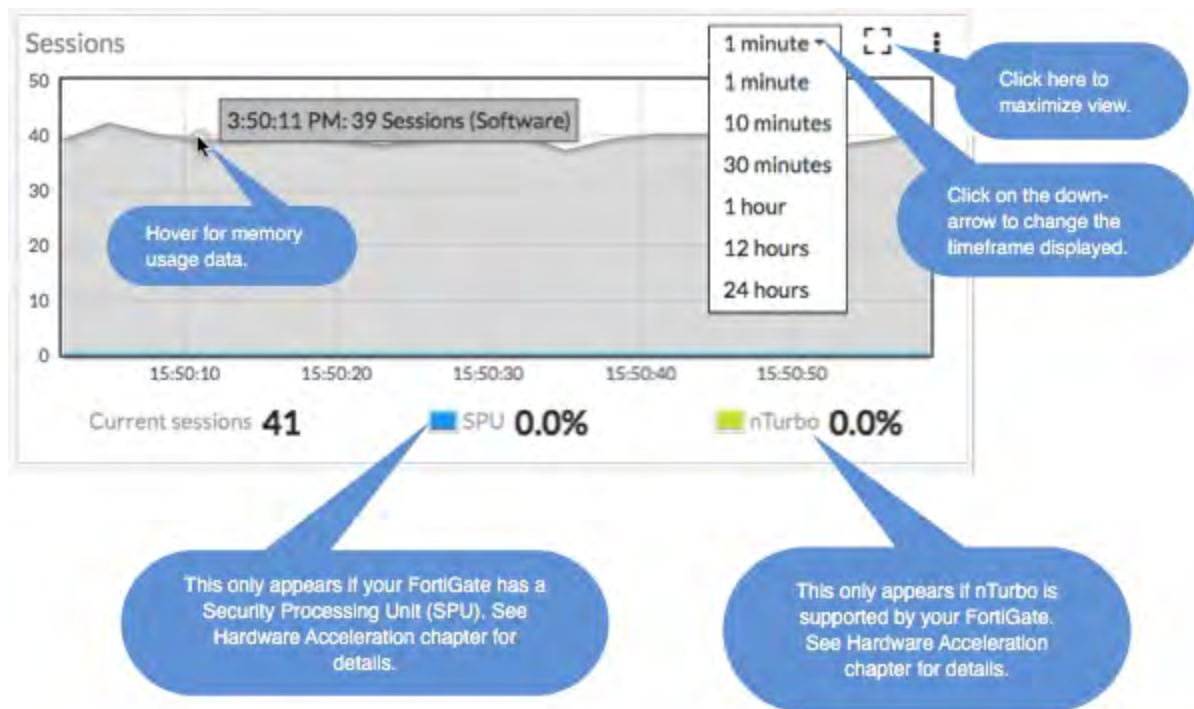 Sessions
1 minute
1 minute
10 minutes
30 minutes
1 hour
12 hours
24 hours
Click here to
maximize view.
Click on the down-
arrow to change the
timeframe displayed.
50
40
30
20
10
0
3:50:11 PM: 39 Sessions (Software)
Hover for memory
usage data.
15:50:10
15:50:20
15:50:30
15:50:40
15:50:50
Current sessions 41
SPU 0.0%
nTurbo 0.0%
This only appears if your FortiGate has a
Security Processing Unit (SPU). See
Hardware Acceleration chapter for
details.
This only appears if nTurbo is
supported by your FortiGate.
See Hardware Acceleration
chapter for details.